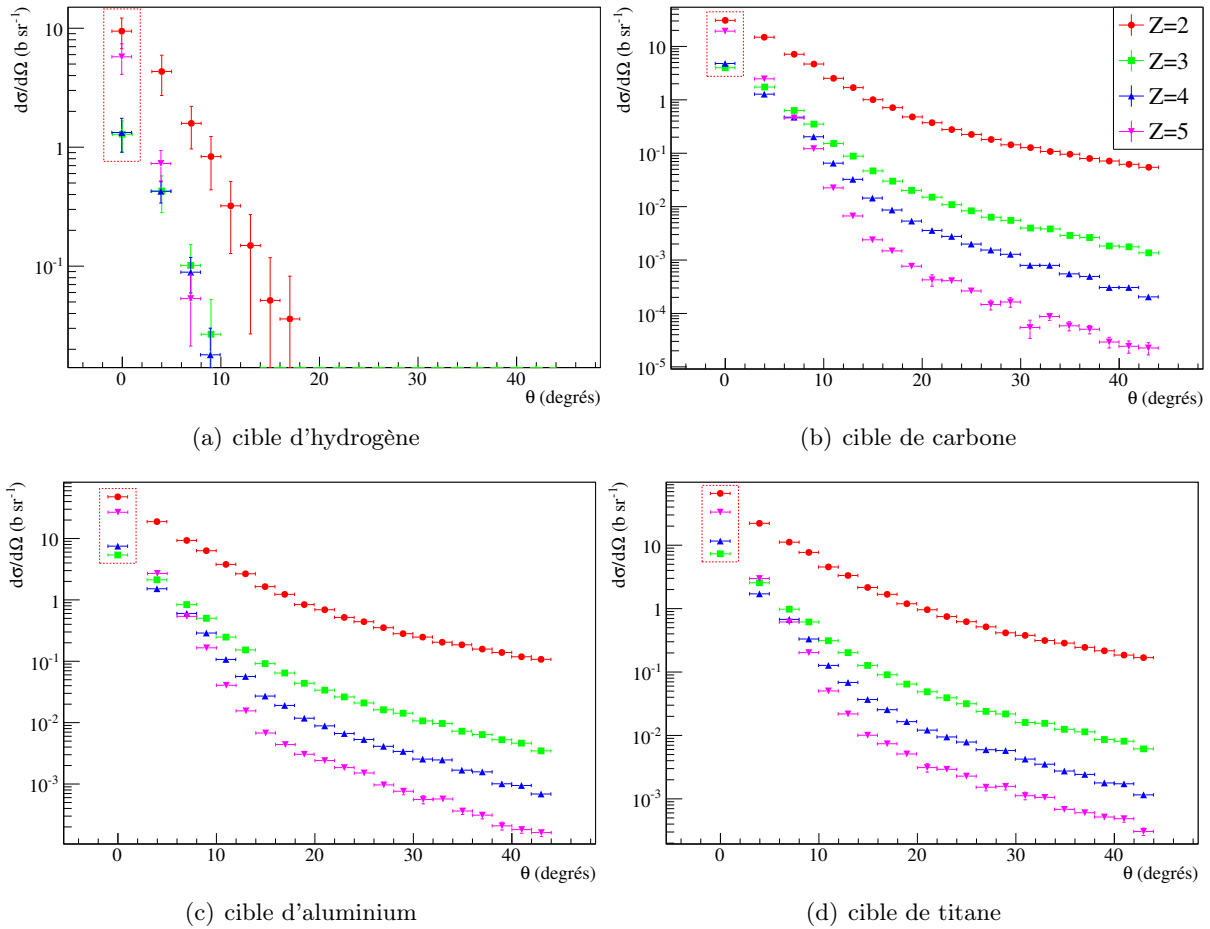 dσ/dΩ (b sr⁻¹)
10
1
10⁻¹
0 10 20 30 40
θ (degrés)
(a) cible d'hydrogène
dσ/dΩ (b sr⁻¹)
Z=2
Z=3
Z=4
Z=5
10
1
10⁻¹
10⁻²
10⁻³
10⁻⁴
10⁻⁵
0 10 20 30 40
θ (degrés)
(b) cible de carbone
dσ/dΩ (b sr⁻¹)
10
1
10⁻¹
10⁻²
10⁻³
0 10 20 30 40
θ (degrés)
(c) cible d'aluminium
dσ/dΩ (b sr⁻¹)
10
1
10⁻¹
10⁻²
10⁻³
0 10 20 30 40
θ (degrés)
(d) cible de titane